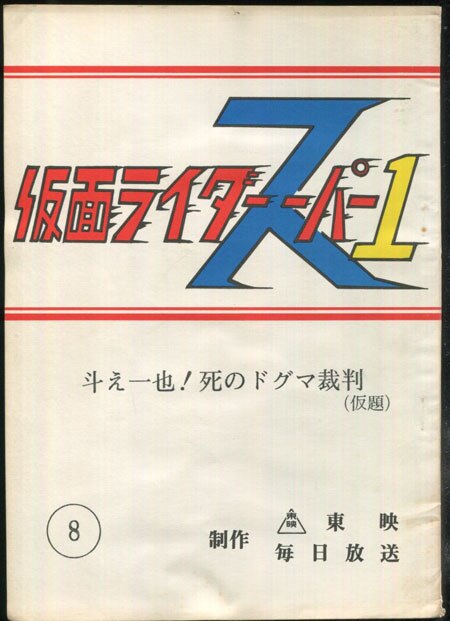 仮面ライダースーパー1
斗え一也!死のドグマ裁判
(仮題)
8
制作
東映
東映
毎日放送